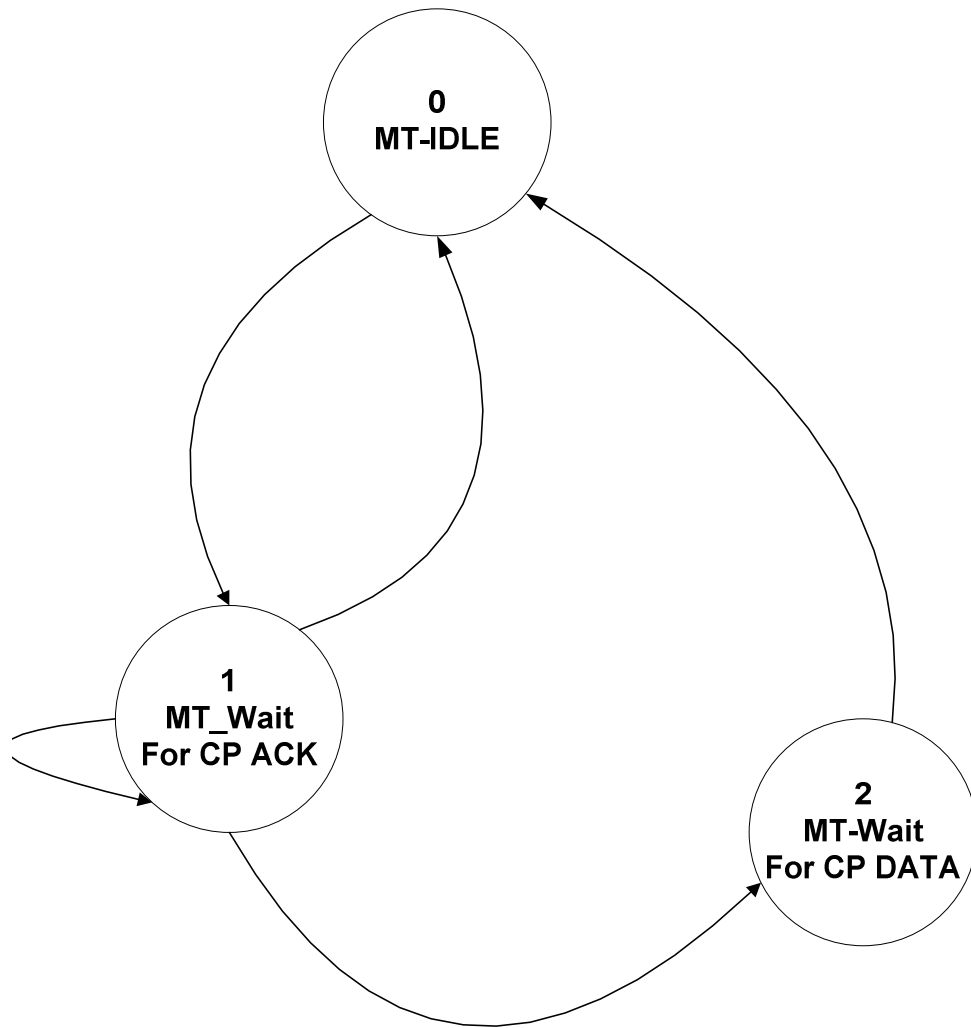 0
MT-IDLE
1
MT_Wait
For CP ACK
2
MT-Wait
For CP DATA